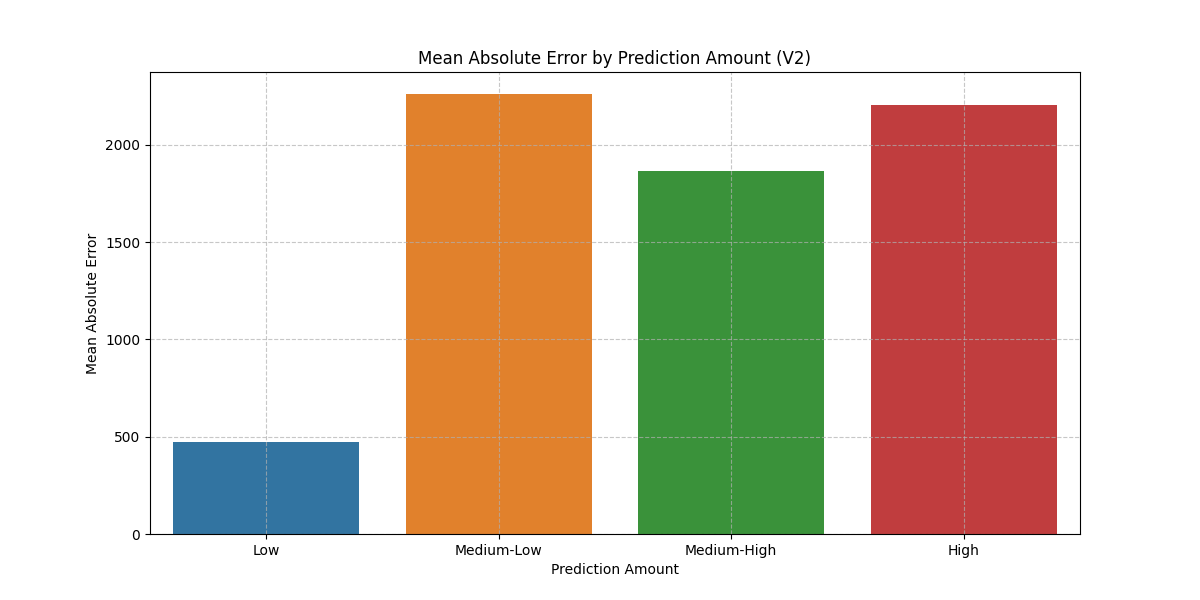 Mean Absolute Error by Prediction Amount (V2)
Mean Absolute Error
2000
1500
1000
500
0
Low
Medium-Low
Medium-High
High
Prediction Amount